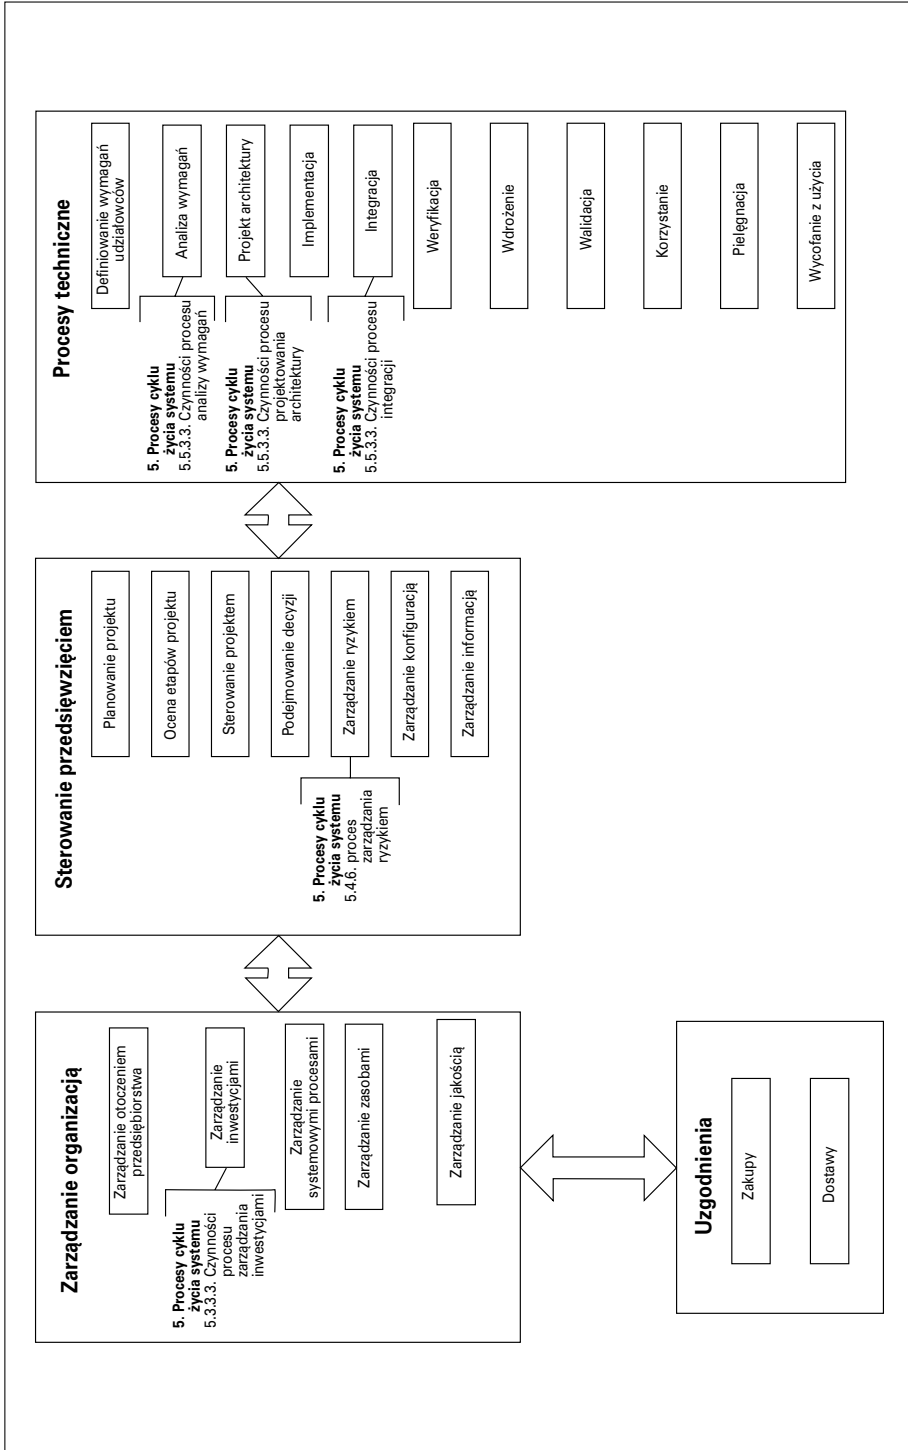 Zarządzanie organizacją
Zarządzanie otoczeniem
przedsiębiorstwa
Zarządzanie
inwestycjami
5. Procesy cyklu
życia systemu
5.3.3.3. Czynności
procesu
zarządzania
inwestycjami
Zarządzanie
systemowymi procesami
Zarządzanie zasobami
Zarządzanie jakością
Uzgodnienia
Zakupy
Dostawy
Sterowanie przedsięwzięciem
Planowanie projektu
Ocena etapów projektu
Sterowanie projektem
Podejmowanie decyzji
Zarządzanie ryzykiem
5. Procesy cyklu
życia systemu
5.4.6. proces
zarządzania
ryzykiem
Zarządzanie konfiguracją
Zarządzanie informacją
Procesy techniczne
Definiowanie wymagań
udziałowców
Analiza wymagań
5. Procesy cyklu
życia systemu
5.5.3.3. Czynności procesu
analizy wymagań
Projekt architektury
5. Procesy cyklu
życia systemu
5.5.3.3. Czynności procesu
projektowania
architektury
Implementacja
Integracja
5. Procesy cyklu
życia systemu
5.5.3.3. Czynności procesu
integracji
Weryfikacja
Wdrożenie
Walidacja
Korzystanie
Pielęgnacja
Wycofanie z użycia